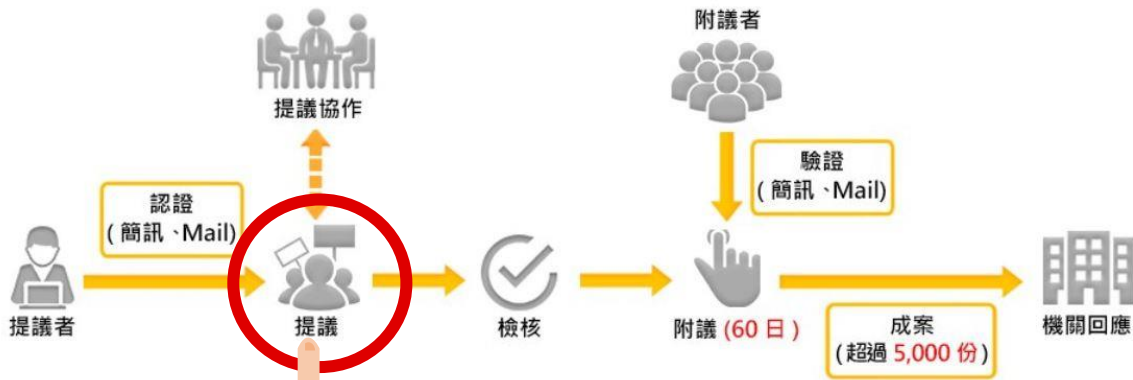 附議者
提議協作
認證
(簡訊、Mail)
驗證
(簡訊、Mail)
提議者
提議
檢核
附議 (60 日)
成案
(超過 5,000 份)
機關回應